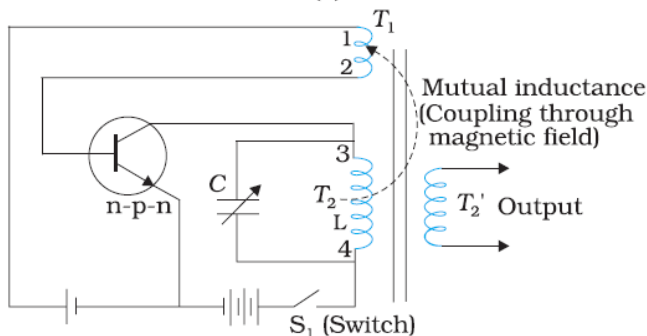 T₁
1
2
Mutual inductance
(Coupling through
magnetic field)
3
C
T₂
n-p-n
L
T₂' Output
4
S₁ (Switch)